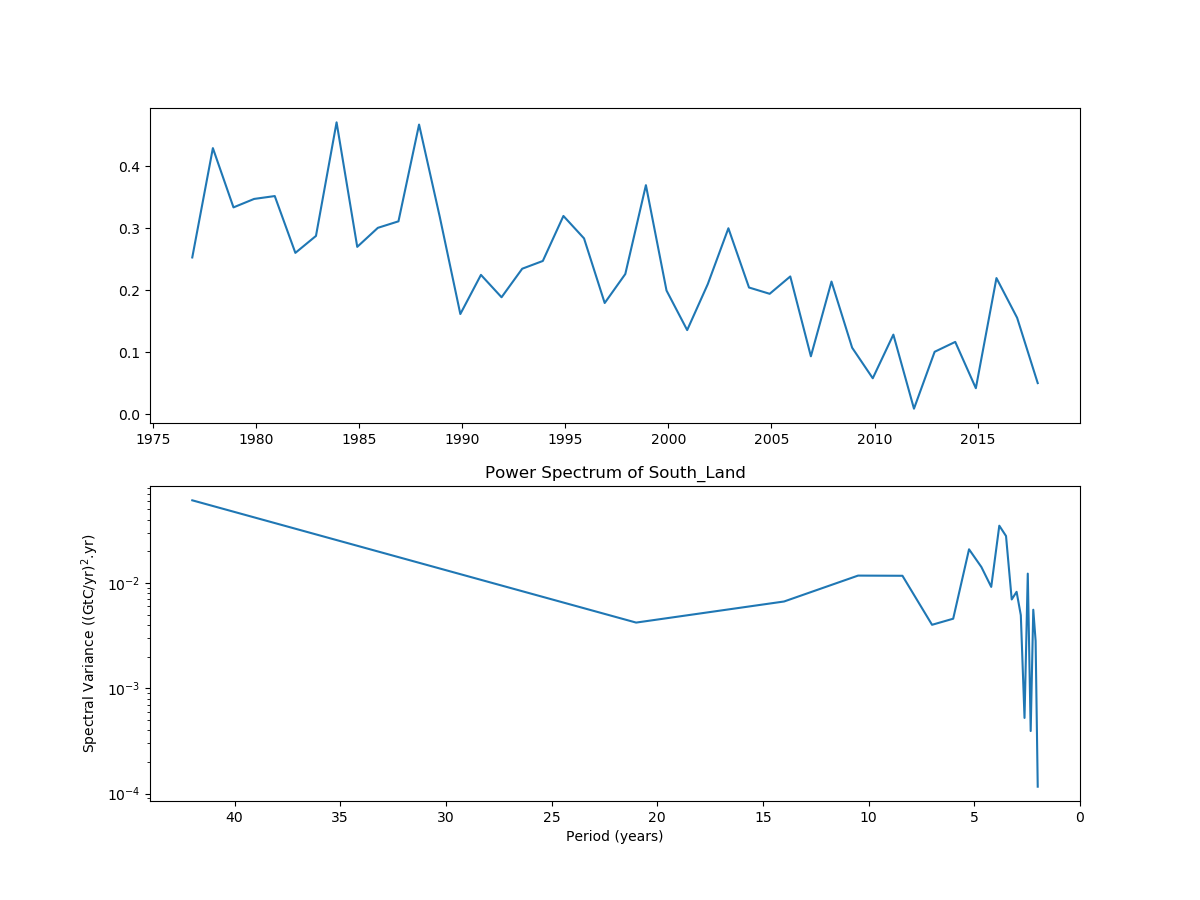 0.4
0.3
0.2
0.1
0.0
1975 1980 1985 1990 1995 2000 2005 2010 2015
Power Spectrum of South_Land
Spectral Variance ((GtC/yr)².yr)
10⁻²
10⁻³
10⁻⁴
40 35 30 25 20 15 10 5 0
Period (years)